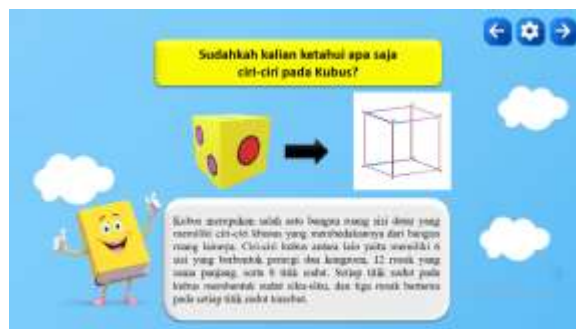 Sudahkah kalian ketahui apa saja
ciri-ciri pada Kubus?
Kubus merupakan salah satu bangun ruang sisi datar yang
memiliki ciri-ciri khusus yang membedakannya dari bangun
ruang lainnya. Ciri-ciri kubus antara lain yaitu memiliki 6
sisi yang berbentuk persegi dan kongruen, 12 rusuk yang
sama panjang, serta 8 titik sudut. Setiap titik sudut pada
kubus membentuk sudut siku-siku, dan tiga rusuk bertemu
pada setiap titik sudut tersebut.